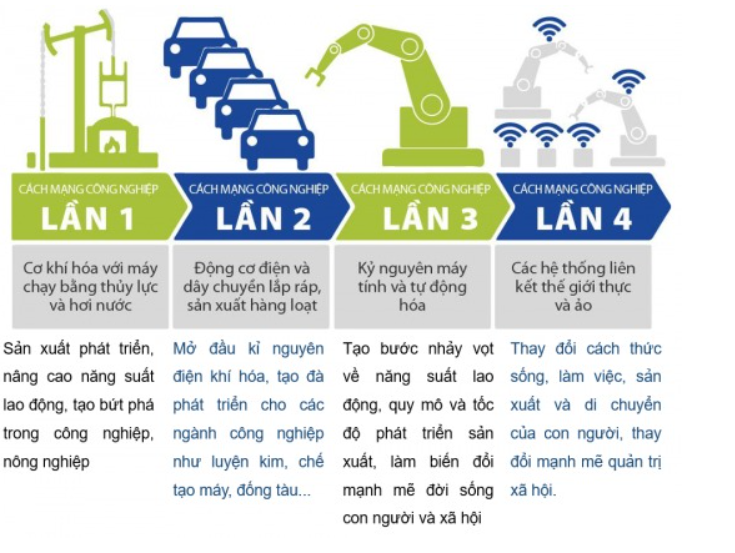 CÁCH MẠNG CÔNG NGHIỆP
LẦN 1
Cơ khí hóa với máy
chạy bằng thủy lực
và hơi nước
Sản xuất phát triển,
nâng cao năng suất
lao động, tạo bứt phá
trong công nghiệp,
nông nghiệp
CÁCH MẠNG CÔNG NGHIỆP
LẦN 2
Động cơ điện và
dây chuyền lắp ráp,
sản xuất hàng loạt
Mở đầu kỉ nguyên
điện khí hóa, tạo đà
phát triển cho các
ngành công nghiệp
như luyện kim, chế
tạo máy, đống tàu...
CÁCH MẠNG CÔNG NGHIỆP
LẦN 3
Kỷ nguyên máy
tính và tự động
hóa
Tạo bước nhảy vọt
về năng suất lao
động, quy mô và tốc
độ phát triển sản
xuất, làm biến đổi
mạnh mẽ đời sống
con người và xã hội
CÁCH MẠNG CÔNG NGHIỆP
LẦN 4
Các hệ thống liên
kết thế giới thực
và ảo
Thay đổi cách thức
sống, làm việc, sản
xuất và di chuyển
của con người, thay
đổi mạnh mẽ quản trị
xã hội.